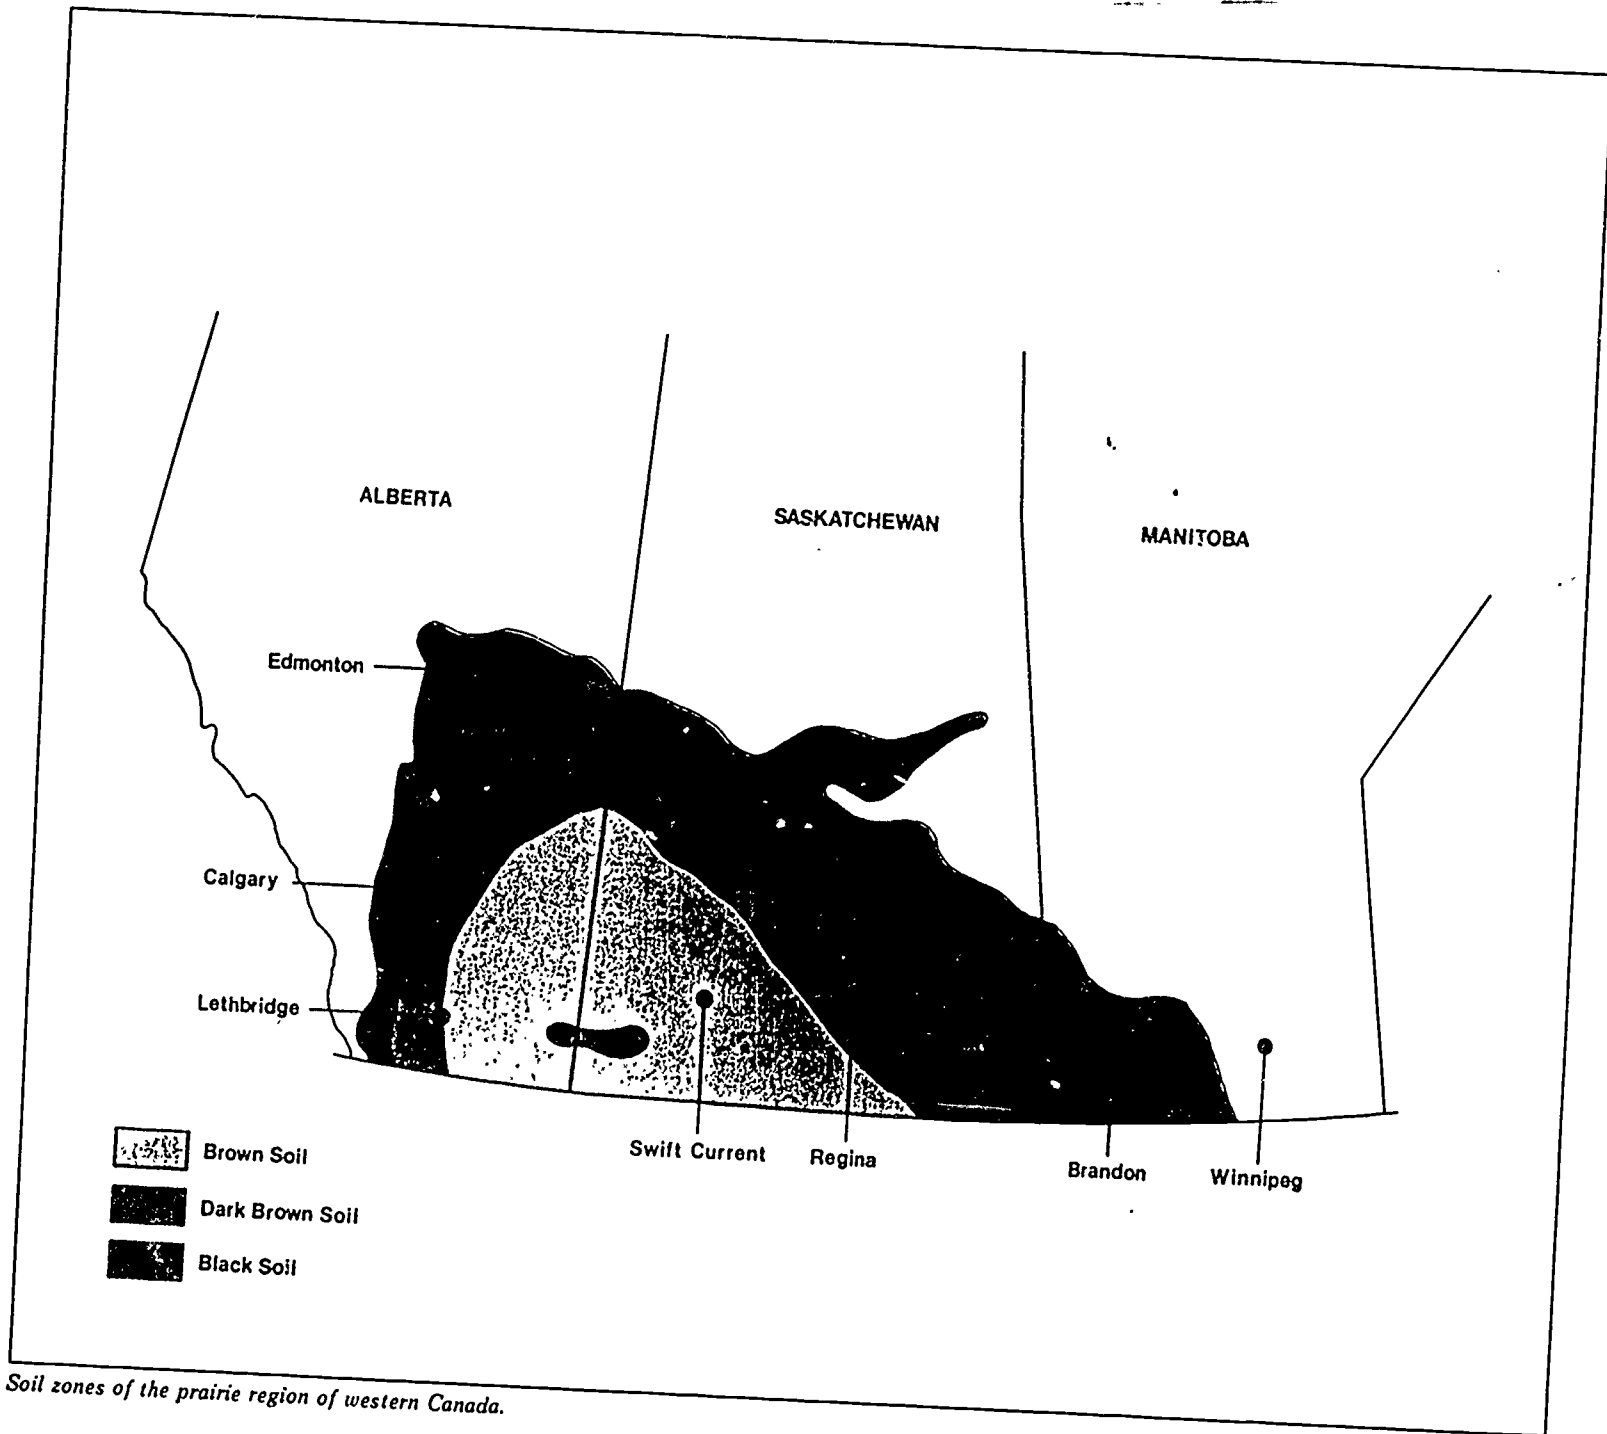 ALBERTA
SASKATCHEWAN
MANITOBA
Edmonton
Calgary
Lethbridge
Swift Current
Regina
Brandon
Winnipeg
Brown Soil
Dark Brown Soil
Black Soil
Soil zones of the prairie region of western Canada.